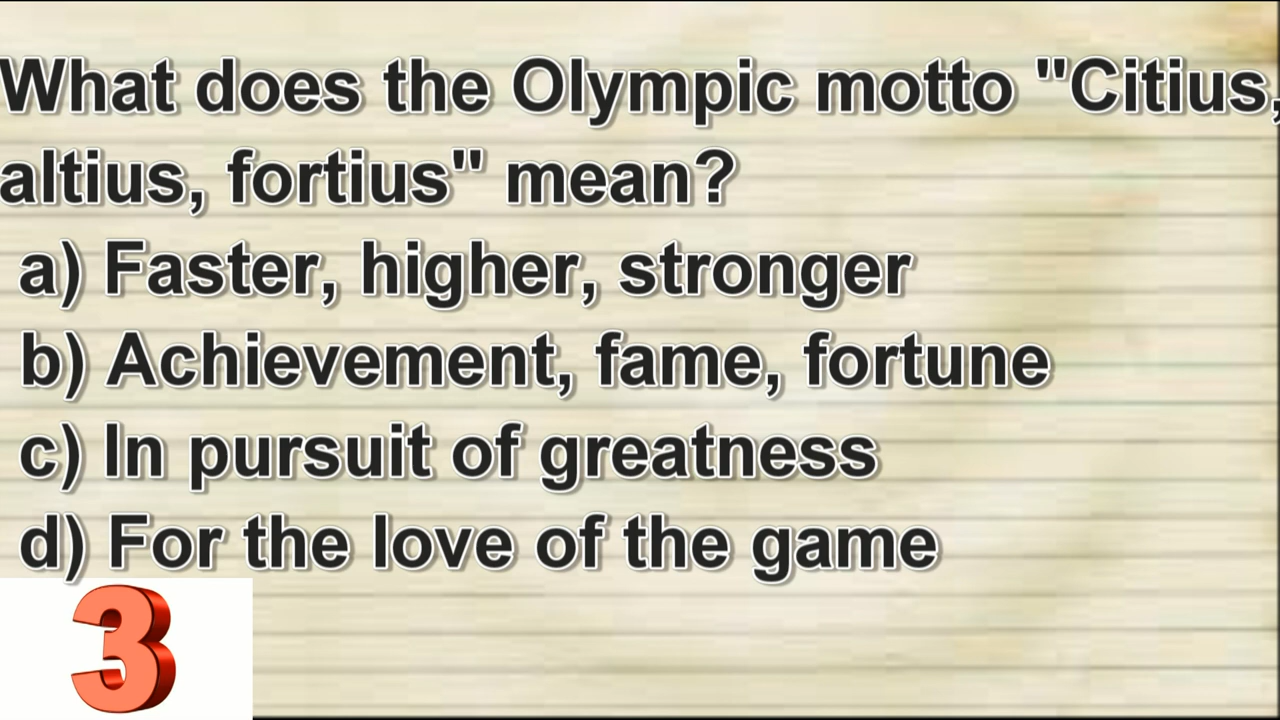 What does the Olympic motto "Citius,
altius, fortius" mean?
a) Faster, higher, stronger
b) Achievement, fame, fortune
c) In pursuit of greatness
d) For the love of the game
3